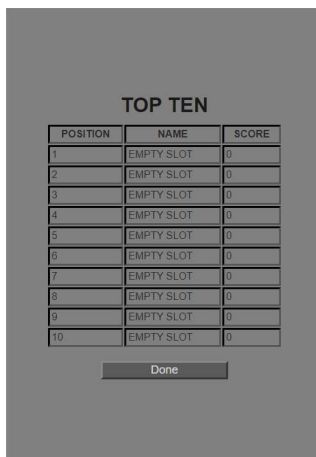 TOP TEN
POSITION NAME SCORE
1 EMPTY SLOT 0
2 EMPTY SLOT 0
3 EMPTY SLOT 0
4 EMPTY SLOT 0
5 EMPTY SLOT 0
6 EMPTY SLOT 0
7 EMPTY SLOT 0
8 EMPTY SLOT 0
9 EMPTY SLOT 0
10 EMPTY SLOT 0
Done